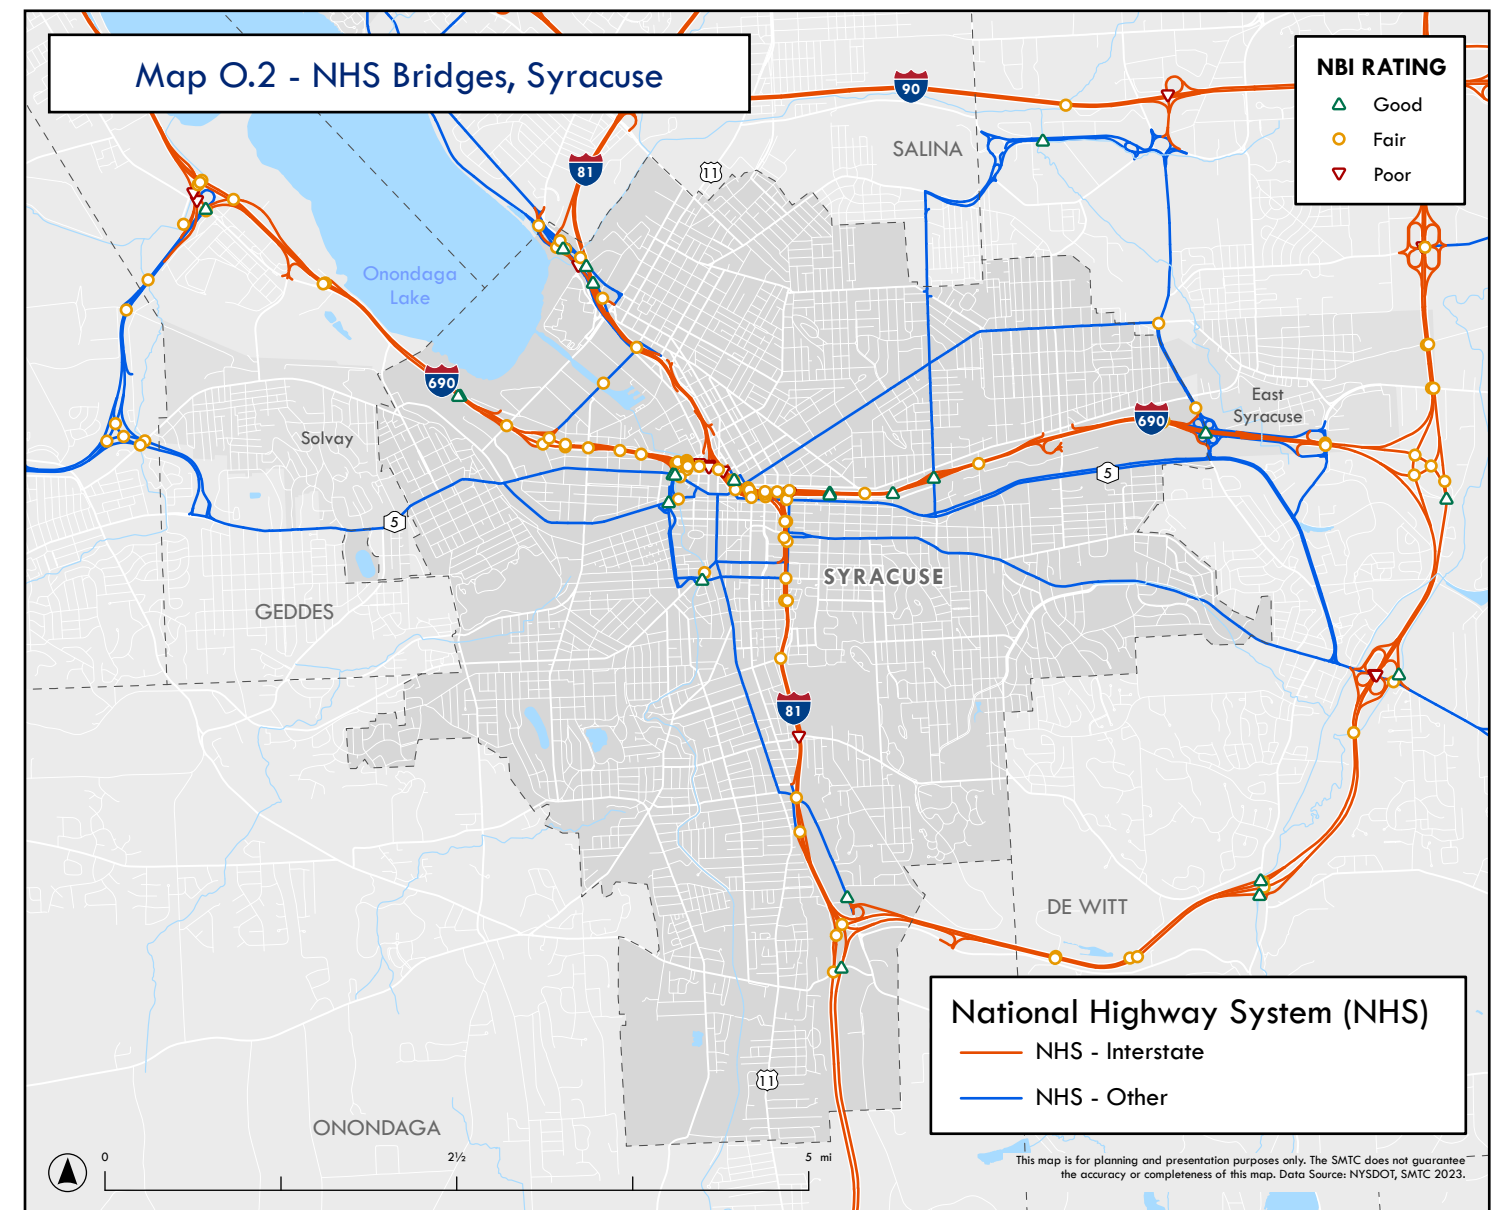 Map O.2 - NHS Bridges, Syracuse
NBI RATING
Good
Fair
Poor
90
SALINA
81
11
Onondaga
Lake
690
East
Syracuse
690
Solvay
5
5
SYRACUSE
GEDDES
81
DE WITT
National Highway System (NHS)
NHS - Interstate
NHS - Other
11
ONONDAGA
0 2½ 5 mi
This map is for planning and presentation purposes only. The SMTC does not guarantee
the accuracy or completeness of this map. Data Source: NYSDOT, SMTC 2023.